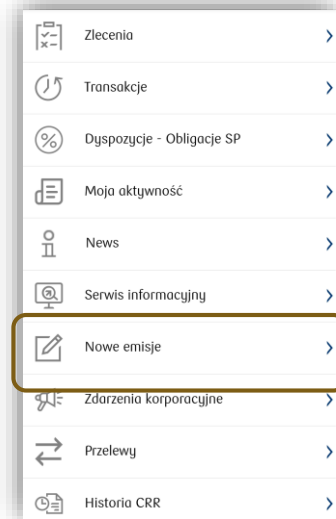 Zlecenia
Transakcje
Dyspozycje - Obligacje SP
Moja aktywność
News
Serwis informacyjny
Nowe emisje
Zdarzenia korporacyjne
Przelewy
Historia CRR